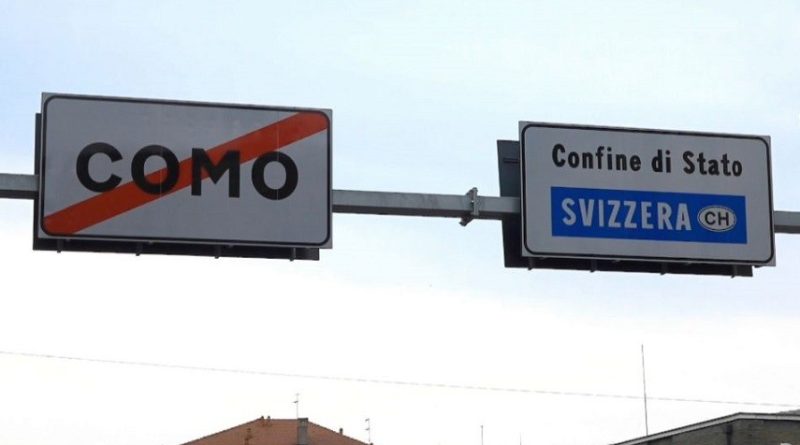 COMO
Confine di Stato
SVIZZERA CH